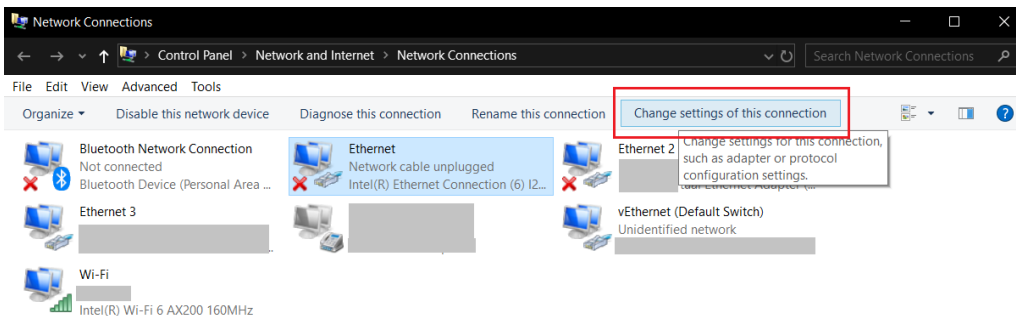 Network Connections
Control Panel > Network and Internet > Network Connections
Search Network Connections
File Edit View Advanced Tools
Organize Disable this network device Diagnose this connection Rename this connection Change settings of this connection
Change settings for this connection,
such as adapter or protocol
configuration settings.
Bluetooth Network Connection
Not connected
Bluetooth Device (Personal Area ...
Ethernet
Network cable unplugged
Intel(R) Ethernet Connection (6) I2...
Ethernet 2
Ethernet Adapter (...
Ethernet 3
vEthernet (Default Switch)
Unidentified network
Wi-Fi
Intel(R) Wi-Fi 6 AX200 160MHz